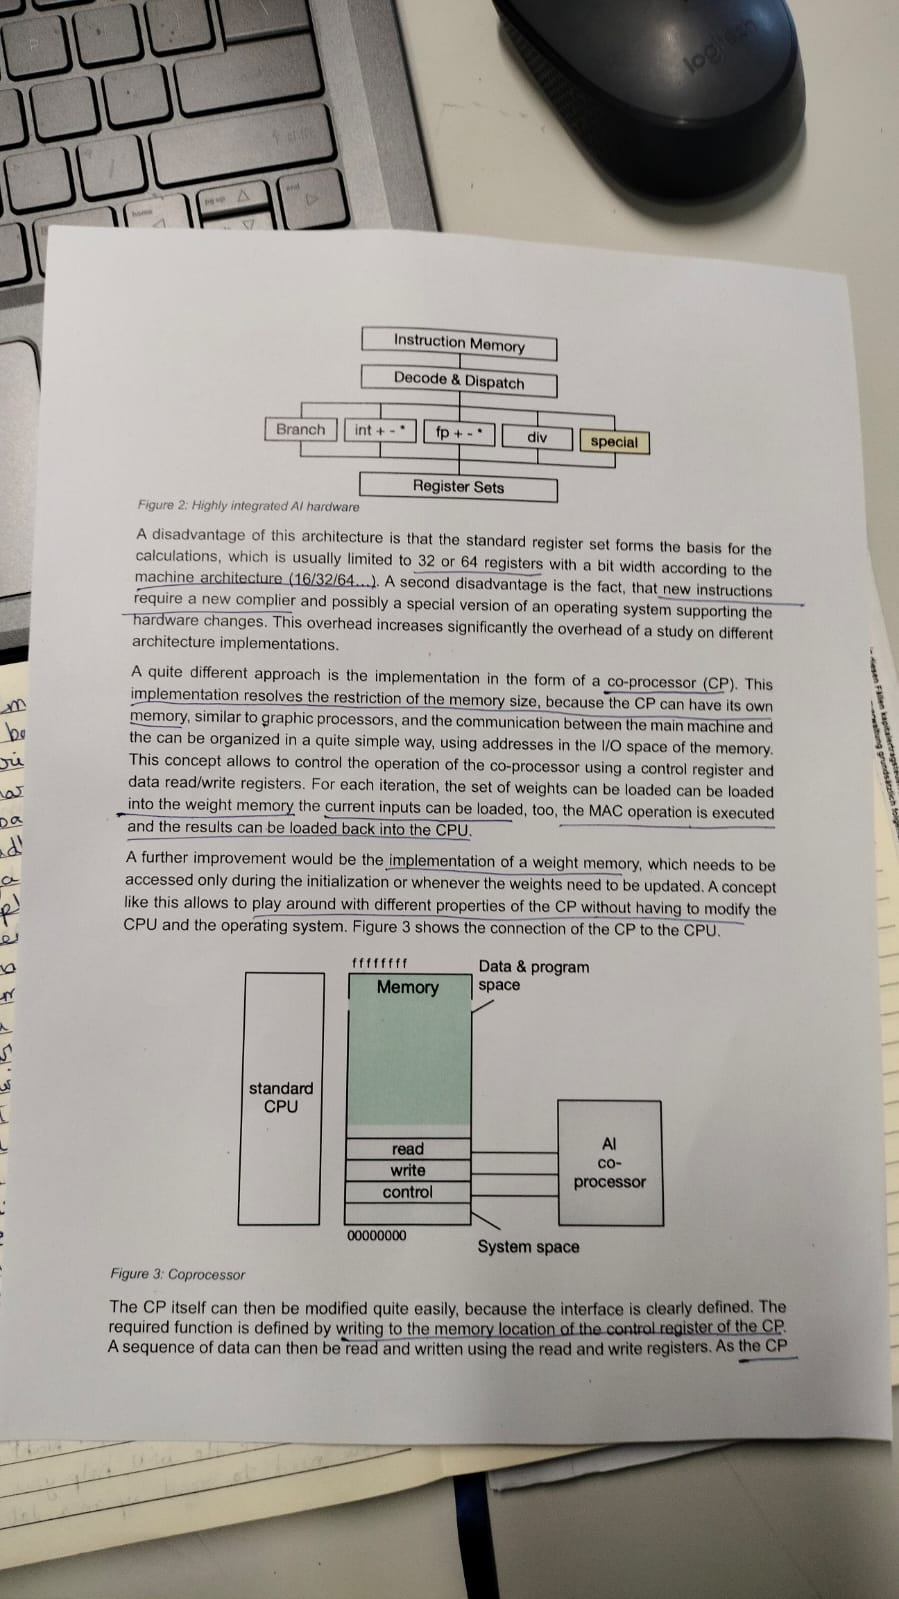 logitech
home
pg up
end
Instruction Memory
Decode & Dispatch
Branch
int + - *
fp + - *
div
special
Register Sets
Figure 2: Highly integrated AI hardware
A disadvantage of this architecture is that the standard register set forms the basis for the
calculations, which is usually limited to 32 or 64 registers with a bit width according to the
machine architecture (16/32/64...). A second disadvantage is the fact, that new instructions
require a new complier and possibly a special version of an operating system supporting the
hardware changes. This overhead increases significantly the overhead of a study on different
architecture implementations.
A quite different approach is the implementation in the form of a co-processor (CP). This
implementation resolves the restriction of the memory size, because the CP can have its own
memory, similar to graphic processors, and the communication between the main machine and
the can be organized in a quite simple way, using addresses in the I/O space of the memory.
This concept allows to control the operation of the co-processor using a control register and
data read/write registers. For each iteration, the set of weights can be loaded can be loaded
into the weight memory the current inputs can be loaded, too, the MAC operation is executed
and the results can be loaded back into the CPU.
A further improvement would be the implementation of a weight memory, which needs to be
accessed only during the initialization or whenever the weights need to be updated. A concept
like this allows to play around with different properties of the CP without having to modify the
CPU and the operating system. Figure 3 shows the connection of the CP to the CPU.
ffffffff
Memory
Data & program
space
standard
CPU
read
write
control
AI
co-
processor
00000000
System space
Figure 3: Coprocessor
The CP itself can then be modified quite easily, because the interface is clearly defined. The
required function is defined by writing to the memory location of the control register of the CP.
A sequence of data can then be read and written using the read and write registers. As the CP